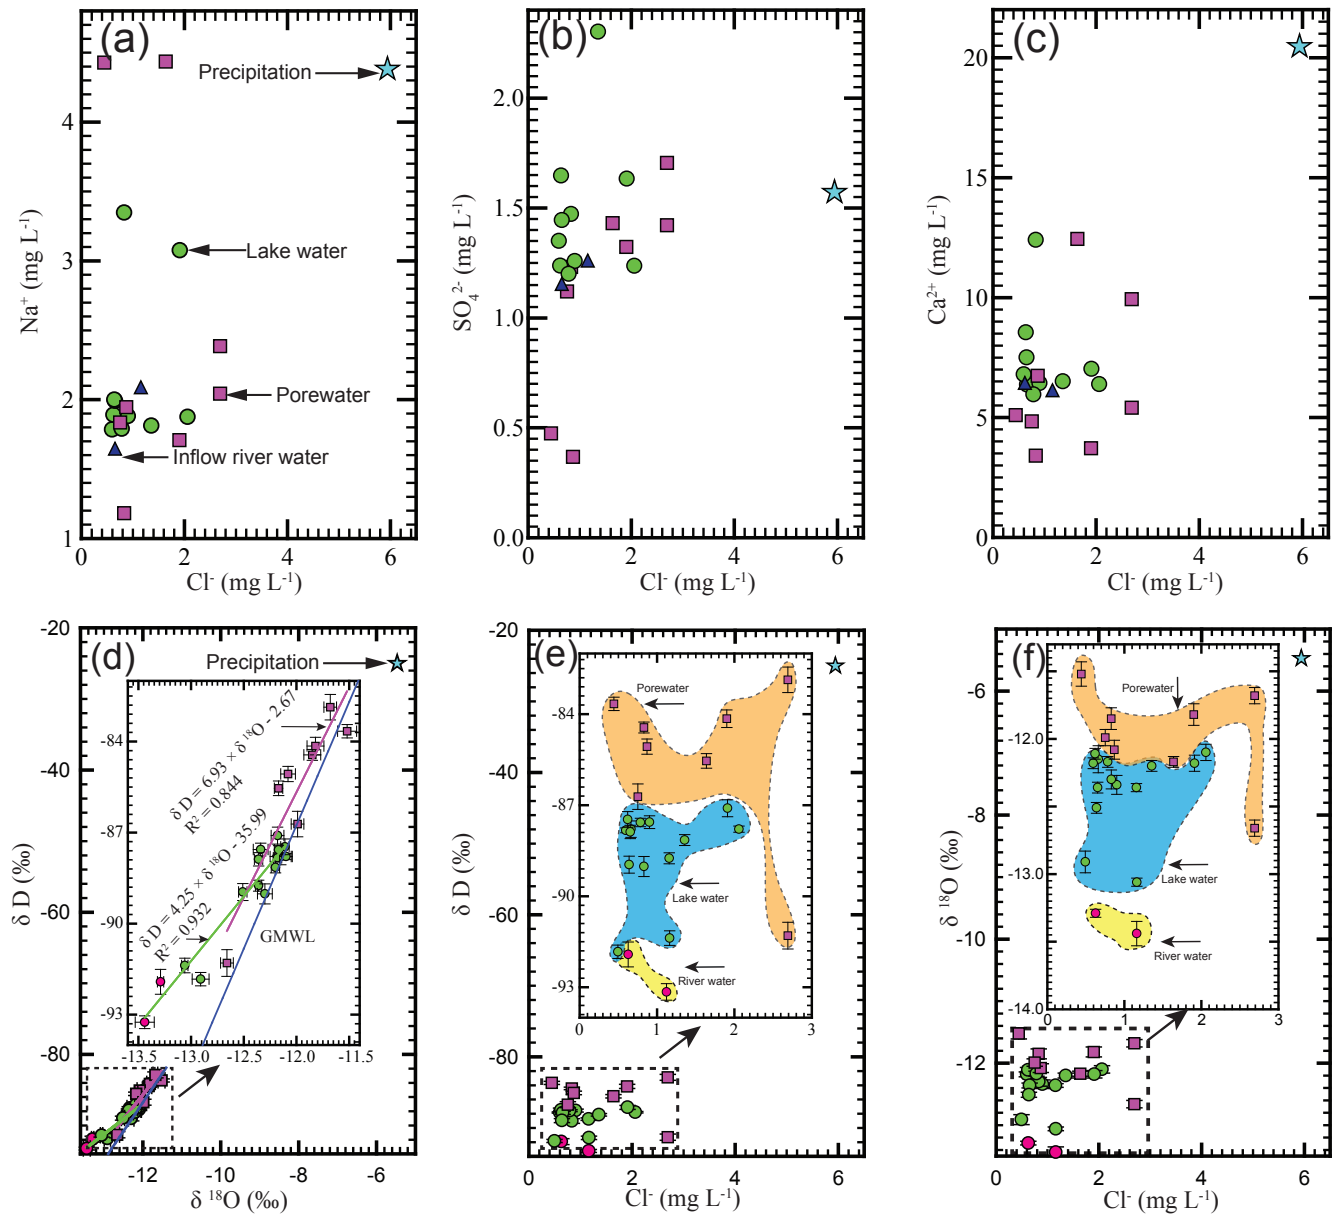 (a)
Precipitation
Lake water
Porewater
Inflow river water
4
3
2
1
0
2
4
6
Na⁺ (mg L⁻¹)
Cl⁻ (mg L⁻¹)
(b)
2.0
1.5
1.0
0.5
0.0
0
2
4
6
SO₄²⁻ (mg L⁻¹)
Cl⁻ (mg L⁻¹)
(c)
20
15
10
5
0
0
2
4
6
Ca²⁺ (mg L⁻¹)
Cl⁻ (mg L⁻¹)
(d)
Precipitation
-20
-40
-60
-80
-12
-10
-8
-6
δ D (‰)
δ ¹⁸O (‰)
-84
-87
-90
-93
-13.5
-13.0
-12.5
-12.0
-11.5
δ D = 6.93 × δ ¹⁸O - 2.67
R² = 0.844
δ D = 4.25 × δ ¹⁸O - 35.99
R² = 0.932
GMWL
(e)
-20
-40
-60
-80
0
2
4
6
δ D (‰)
Cl⁻ (mg L⁻¹)
Porewater
Lake water
River water
-84
-87
-90
-93
0
1
2
3
(f)
-6
-8
-10
-12
0
2
4
6
δ ¹⁸O (‰)
Cl⁻ (mg L⁻¹)
Porewater
Lake water
River water
-12.0
-13.0
-14.0
0
1
2
3